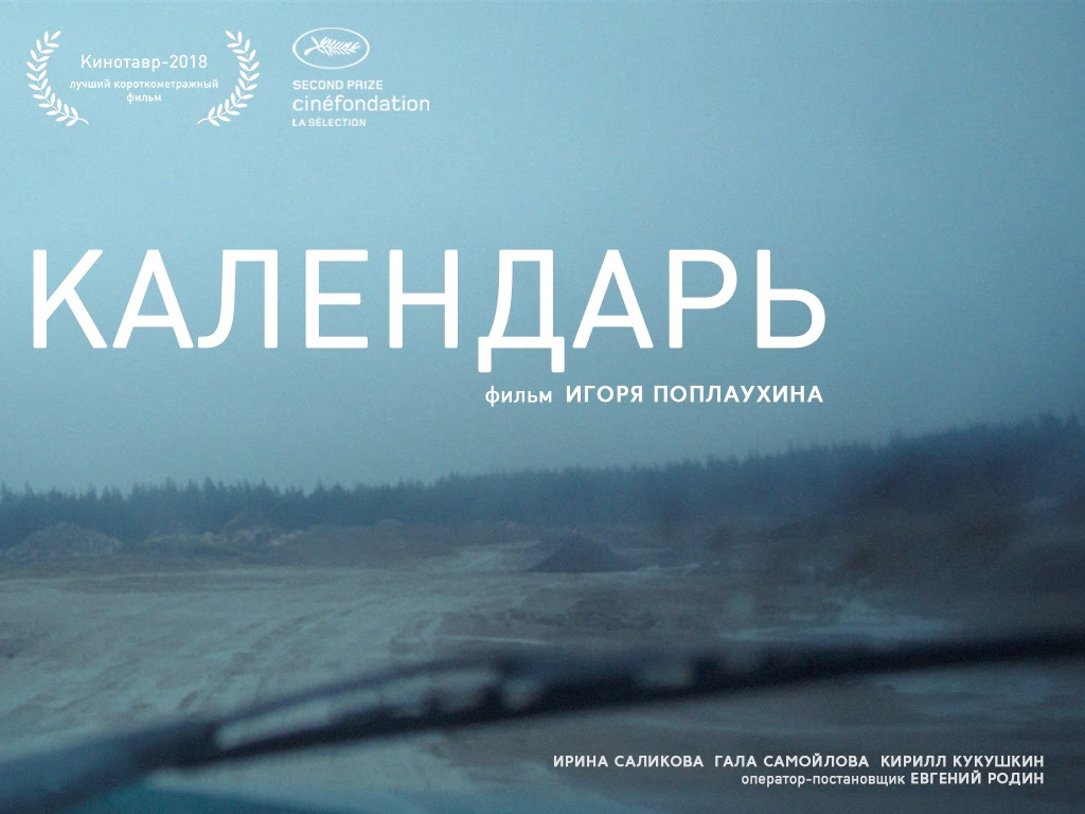 Кинотавр-2018
лучший короткометражный
фильм
SECOND PRIZE
cinéfondation
LA SÉLECTION
КАЛЕНДАРЬ
фильм ИГОРЯ ПОПЛАУХИНА
ИРИНА САЛИКОВА ГАЛА САМОЙЛОВА КИРИЛЛ КУКУШКИН
оператор-постановщик ЕВГЕНИЙ РОДИН